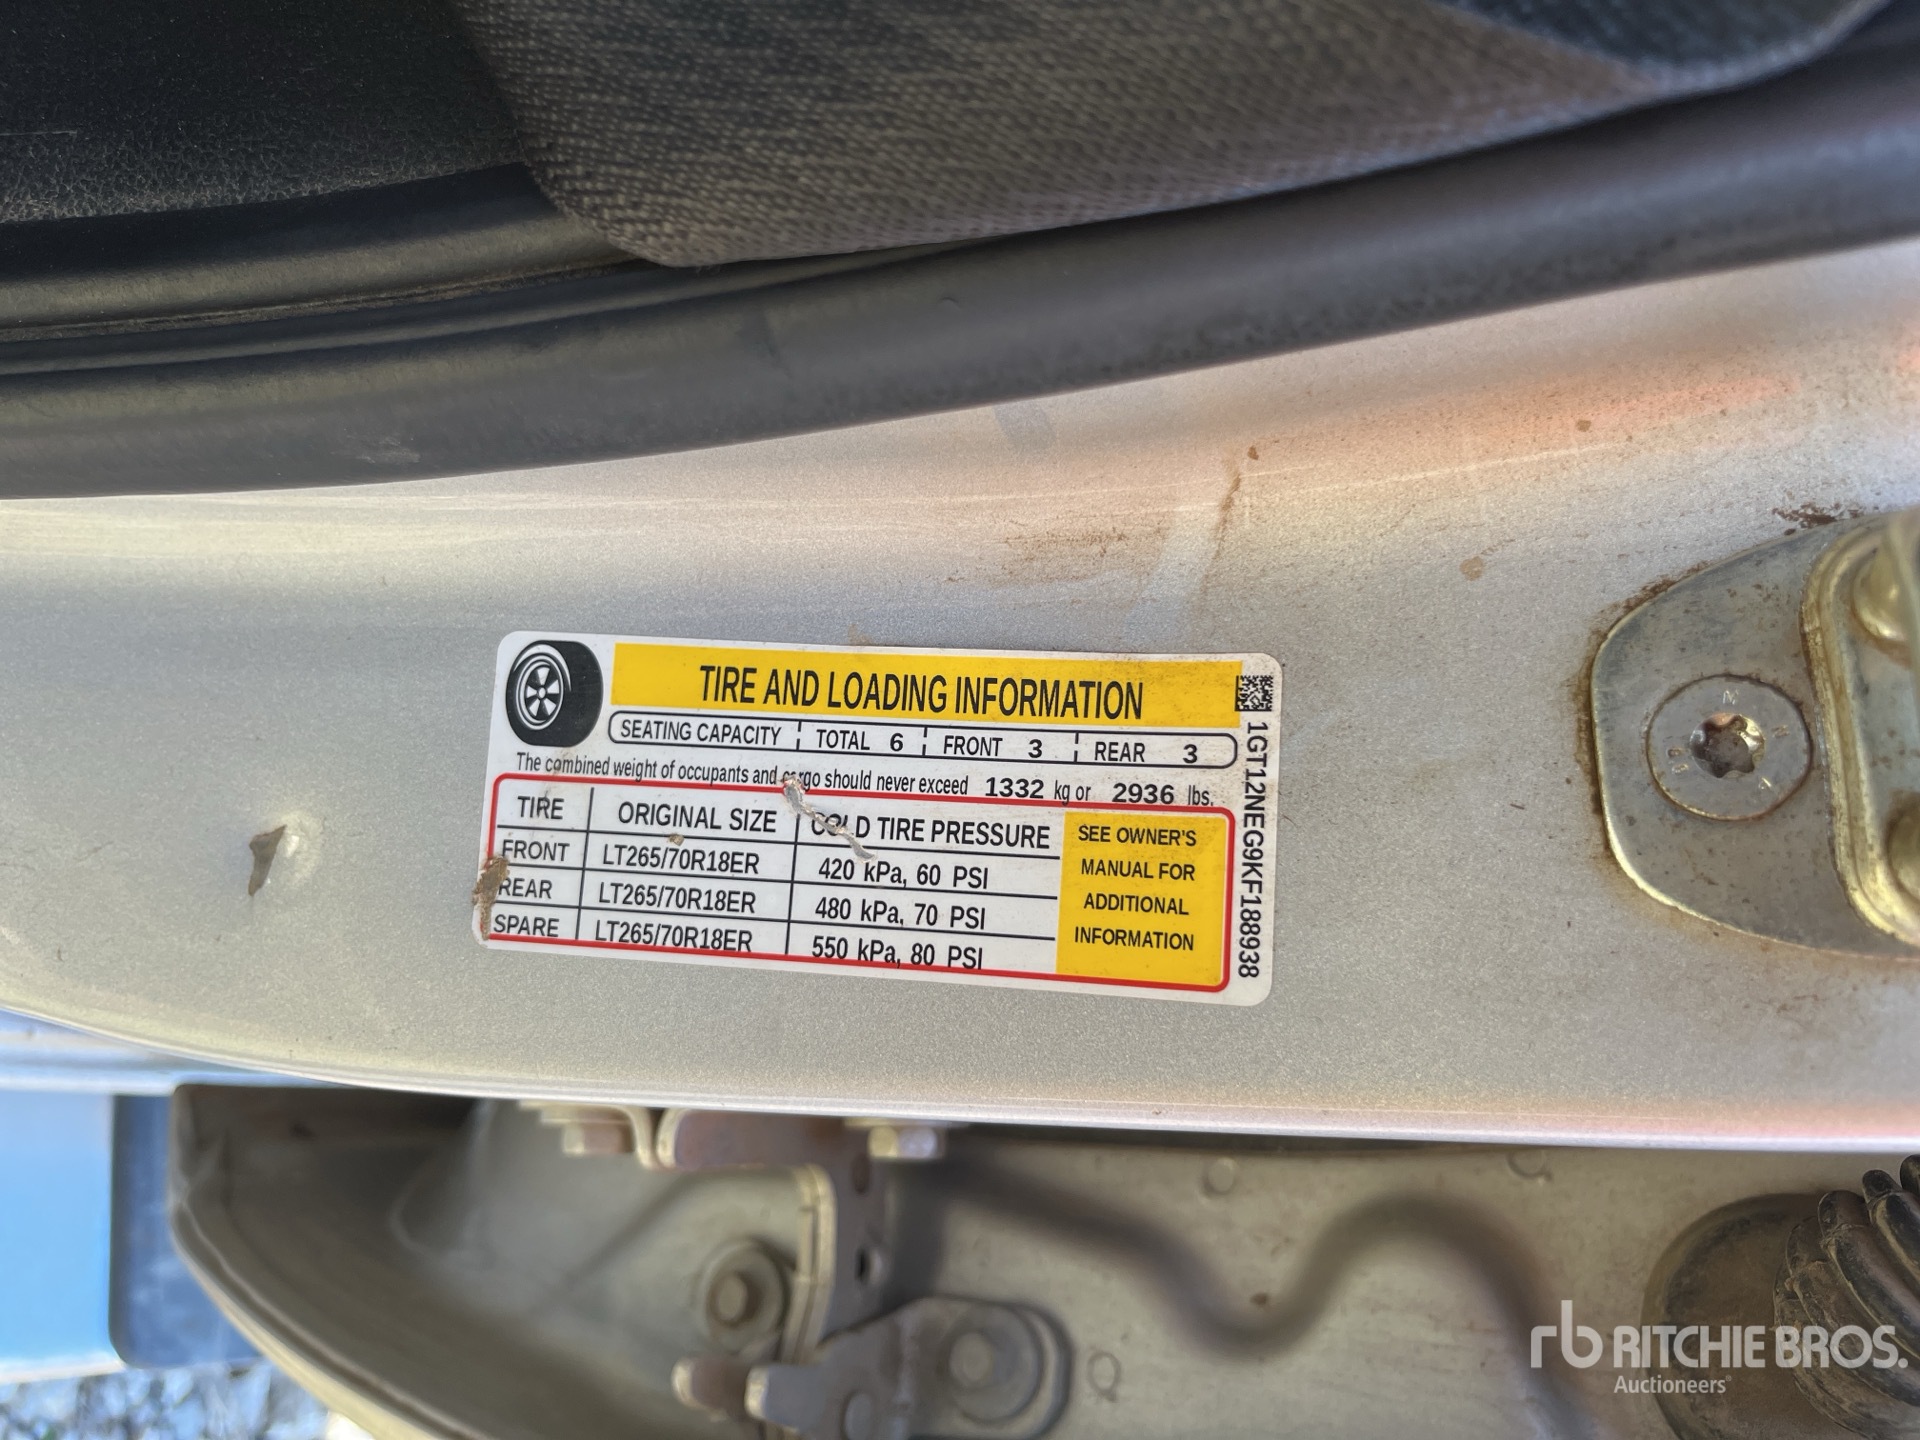 TIRE AND LOADING INFORMATION
SEATING CAPACITY TOTAL 6 FRONT 3 REAR 3
The combined weight of occupants and cargo should never exceed 1332 kg or 2936 lbs.
TIRE ORIGINAL SIZE COLD TIRE PRESSURE
FRONT LT265/70R18ER 420 kPa, 60 PSI
REAR LT265/70R18ER 480 kPa, 70 PSI
SPARE LT265/70R18ER 550 kPa, 80 PSI
SEE OWNER'S
MANUAL FOR
ADDITIONAL
INFORMATION
1GT12NEG9KF188938
rb RITCHIE BROS.
Auctioneers